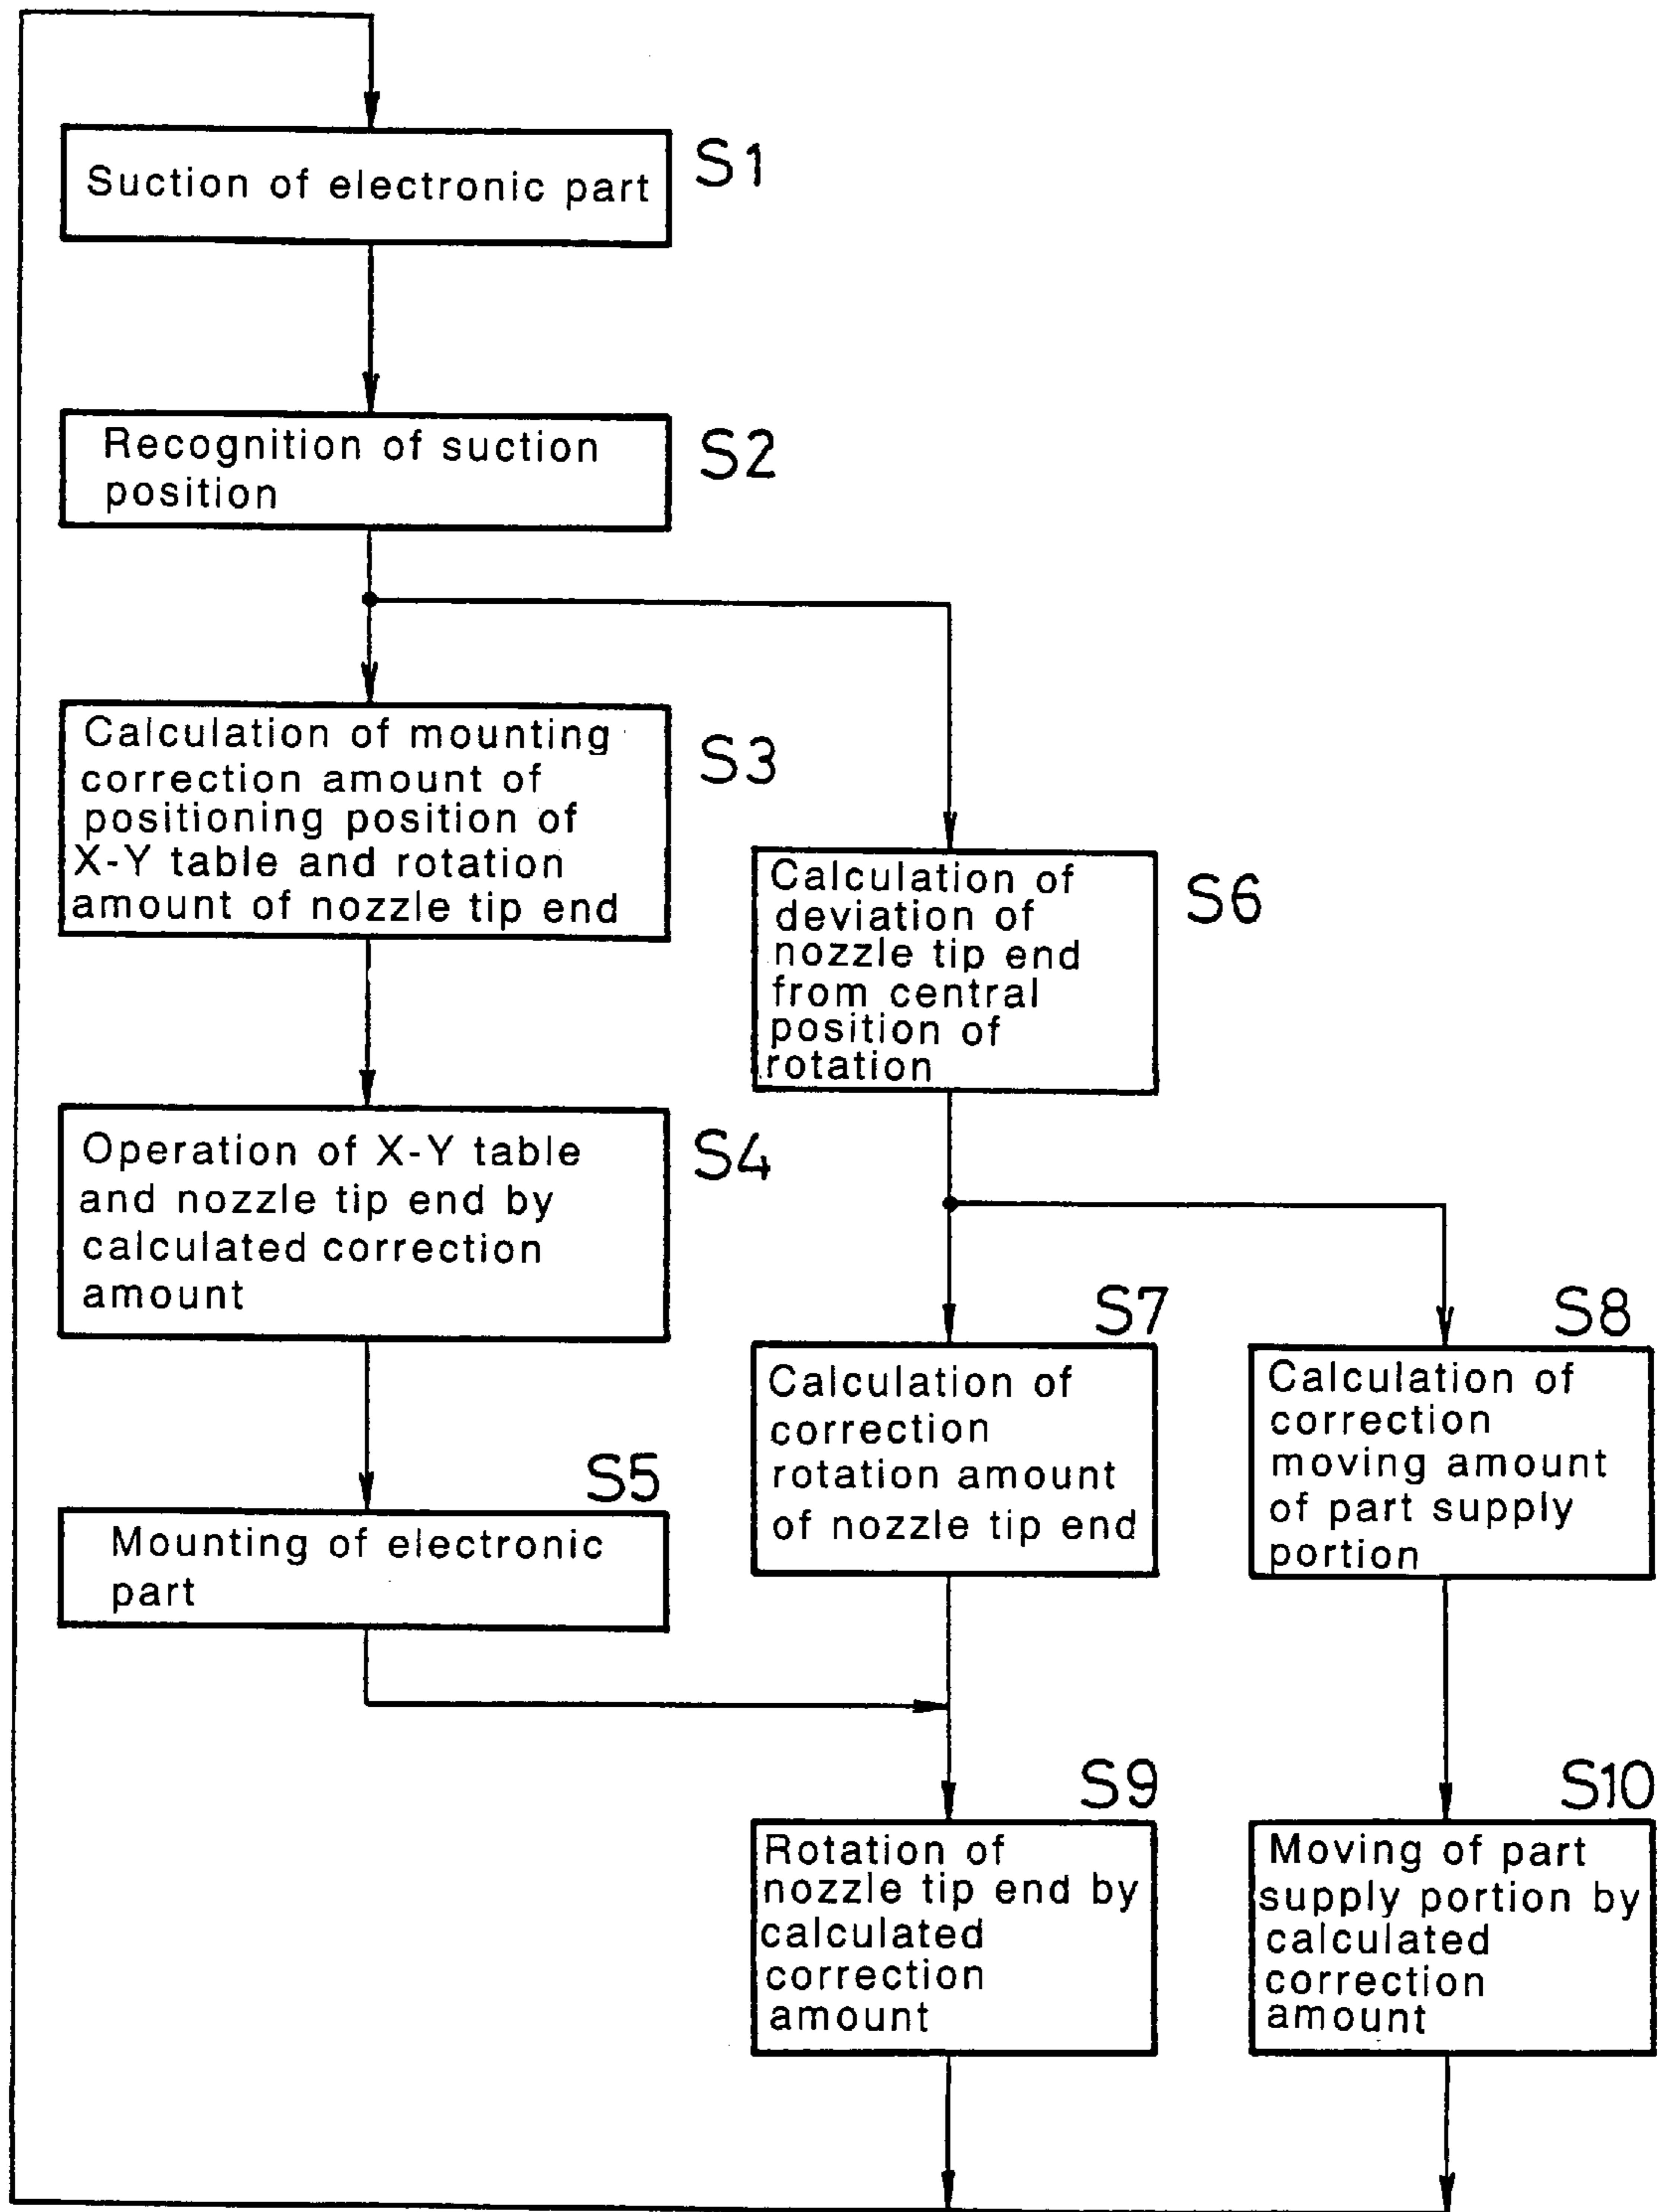 Suction of electronic part
S1
Recognition of suction
position
S2
Calculation of mounting
correction amount of
positioning position of
X-Y table and rotation
amount of nozzle tip end
S3
Calculation of
deviation of
nozzle tip end
from central
position of
rotation
S6
Operation of X-Y table
and nozzle tip end by
calculated correction
amount
S4
S7
Calculation of
correction
rotation amount
of nozzle tip end
S8
Calculation of
correction
moving amount
of part supply
portion
S5
Mounting of electronic
part
S9
Rotation of
nozzle tip end by
calculated
correction
amount
S10
Moving of part
supply portion by
calculated
correction
amount